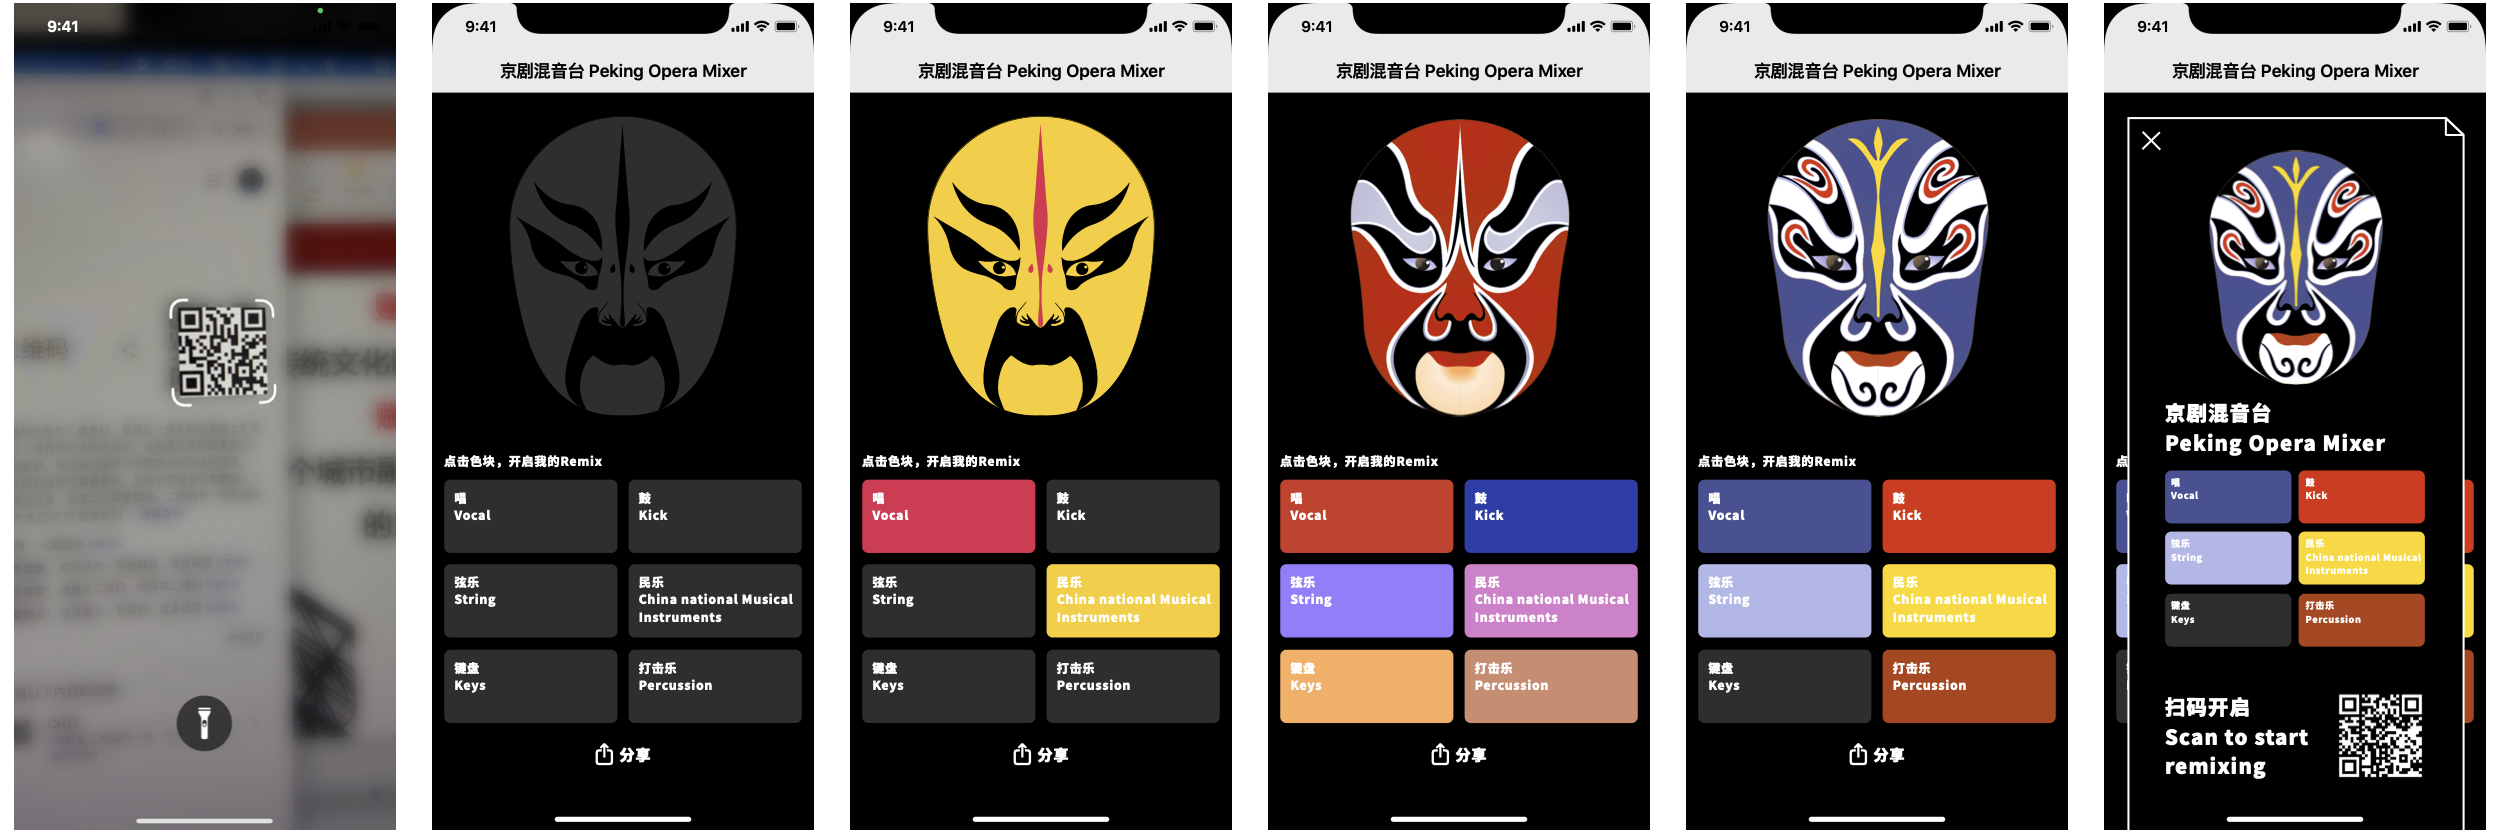 9:41
维码
统文化
个城市
的
9:41
京剧混音台 Peking Opera Mixer
点击色块，开启我的Remix
唱
Vocal
鼓
Kick
弦乐
String
民乐
China national Musical
Instruments
键盘
Keys
打击乐
Percussion
分享
9:41
京剧混音台 Peking Opera Mixer
点击色块，开启我的Remix
唱
Vocal
鼓
Kick
弦乐
String
民乐
China national Musical
Instruments
键盘
Keys
打击乐
Percussion
分享
9:41
京剧混音台 Peking Opera Mixer
点击色块，开启我的Remix
唱
Vocal
鼓
Kick
弦乐
String
民乐
China national Musical
Instruments
键盘
Keys
打击乐
Percussion
分享
9:41
京剧混音台 Peking Opera Mixer
点击色块，开启我的Remix
唱
Vocal
鼓
Kick
弦乐
String
民乐
China national Musical
Instruments
键盘
Keys
打击乐
Percussion
分享
9:41
京剧混音台 Peking Opera Mixer
京剧混音台
Peking Opera Mixer
唱
Vocal
鼓
Kick
弦乐
String
民乐
China national Musical
Instruments
键盘
Keys
打击乐
Percussion
扫码开启
Scan to start
remixing